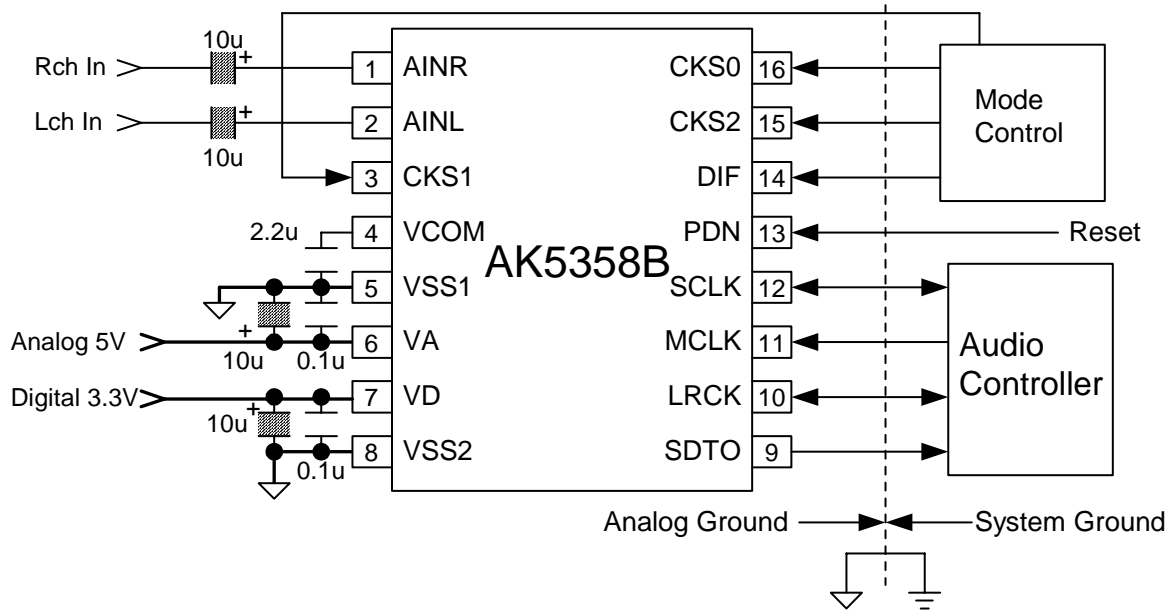 10u
+
Rch In
1
AINR
CKS0
16
Mode
Control
Lch In
+
10u
2
AINL
CKS2
15
3
CKS1
DIF
14
2.2u
4
VCOM
PDN
13
Reset
AK5358B
5
VSS1
SCLK
12
Analog 5V
+
10u
0.1u
6
VA
MCLK
11
Audio
Controller
Digital 3.3V
10u
+
7
VD
LRCK
10
0.1u
8
VSS2
SDTO
9
Analog Ground
System Ground